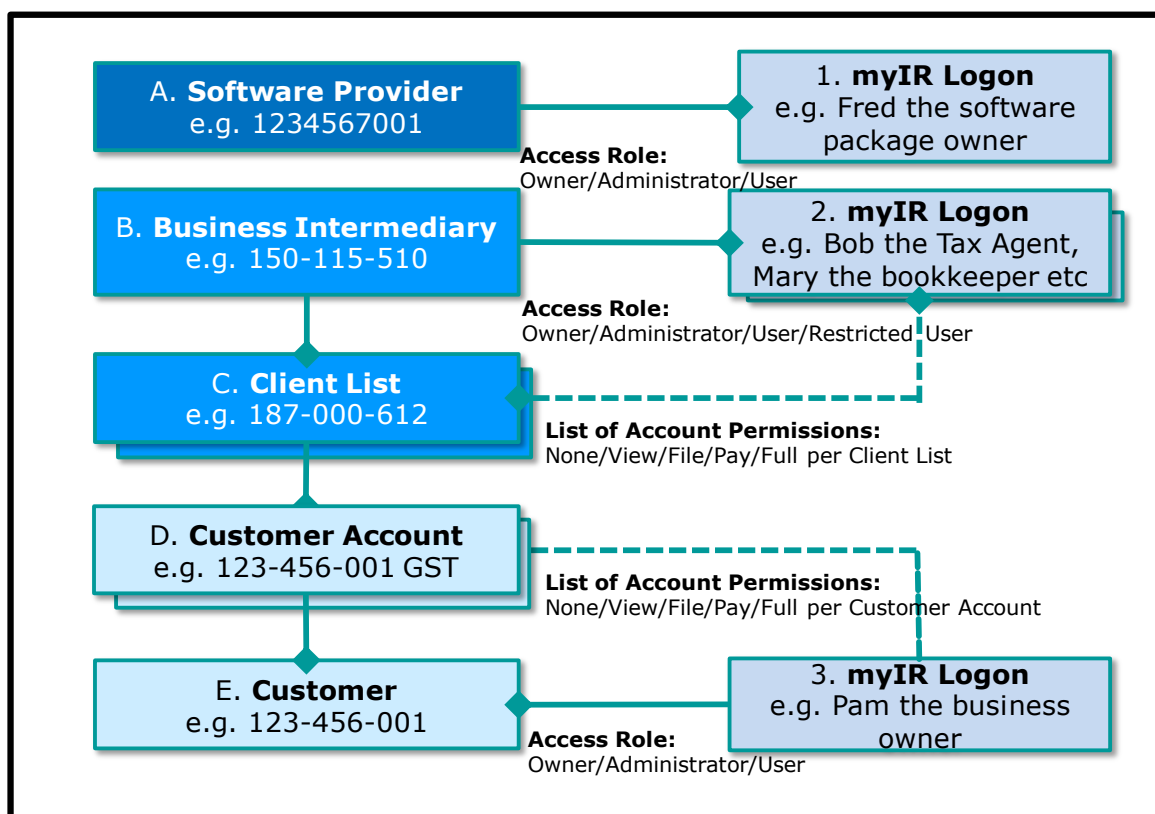 A. Software Provider
e.g. 1234567001
1. myIR Logon
e.g. Fred the software
package owner
Access Role:
Owner/Administrator/User
B. Business Intermediary
e.g. 150-115-510
2. myIR Logon
e.g. Bob the Tax Agent,
Mary the bookkeeper etc
Access Role:
Owner/Administrator/User/Restricted User
C. Client List
e.g. 187-000-612
List of Account Permissions:
None/View/File/Pay/Full per Client List
D. Customer Account
e.g. 123-456-001 GST
List of Account Permissions:
None/View/File/Pay/Full per Customer Account
E. Customer
e.g. 123-456-001
3. myIR Logon
e.g. Pam the business
owner
Access Role:
Owner/Administrator/User